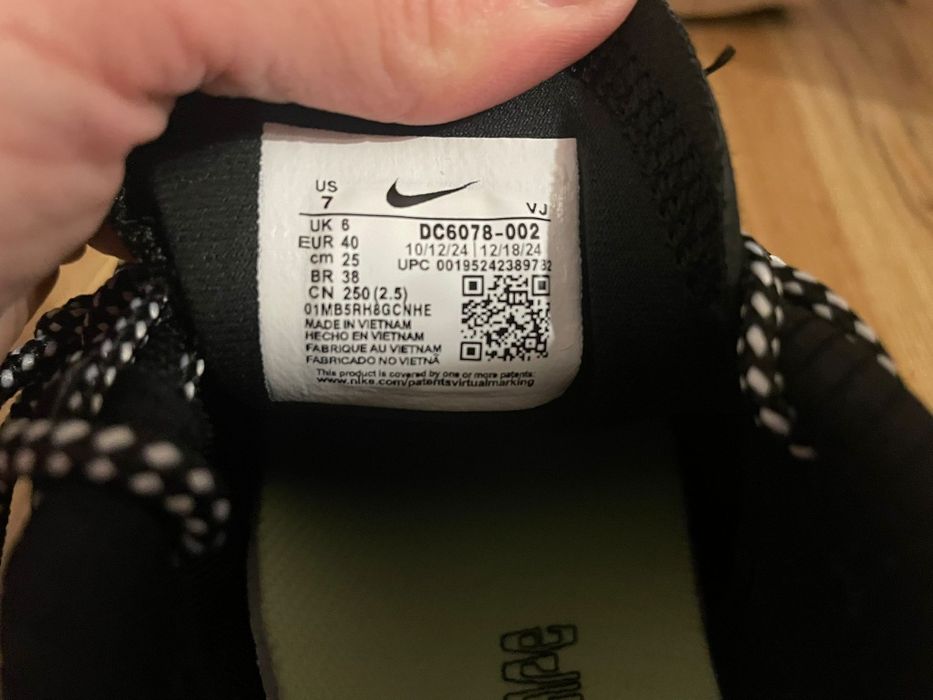 US
7
VJ
UK 6
EUR 40
cm 25
BR 38
CN 250 (2.5)
DC6078-002
10/12/24 | 12/18/24
UPC 00195242389782
01MB5RH8GCNHE
MADE IN VIETNAM
HECHO EN VIETNAM
FABRIQUE AU VIETNAM
FABRICADO NO VIETNÃ
This product is covered by one or more patents:
www.nike.com/patentsvirtualmarking